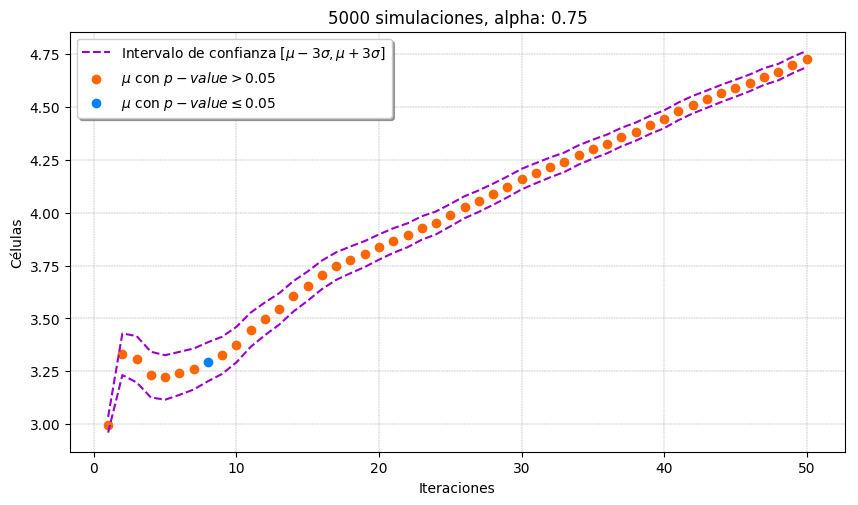 5000 simulaciones, alpha: 0.75
Intervalo de confianza [μ − 3σ, μ + 3σ]
μ con p − value > 0.05
μ con p − value ≤ 0.05
Células
4.75
4.50
4.25
4.00
3.75
3.50
3.25
3.00
0 10 20 30 40 50
Iteraciones